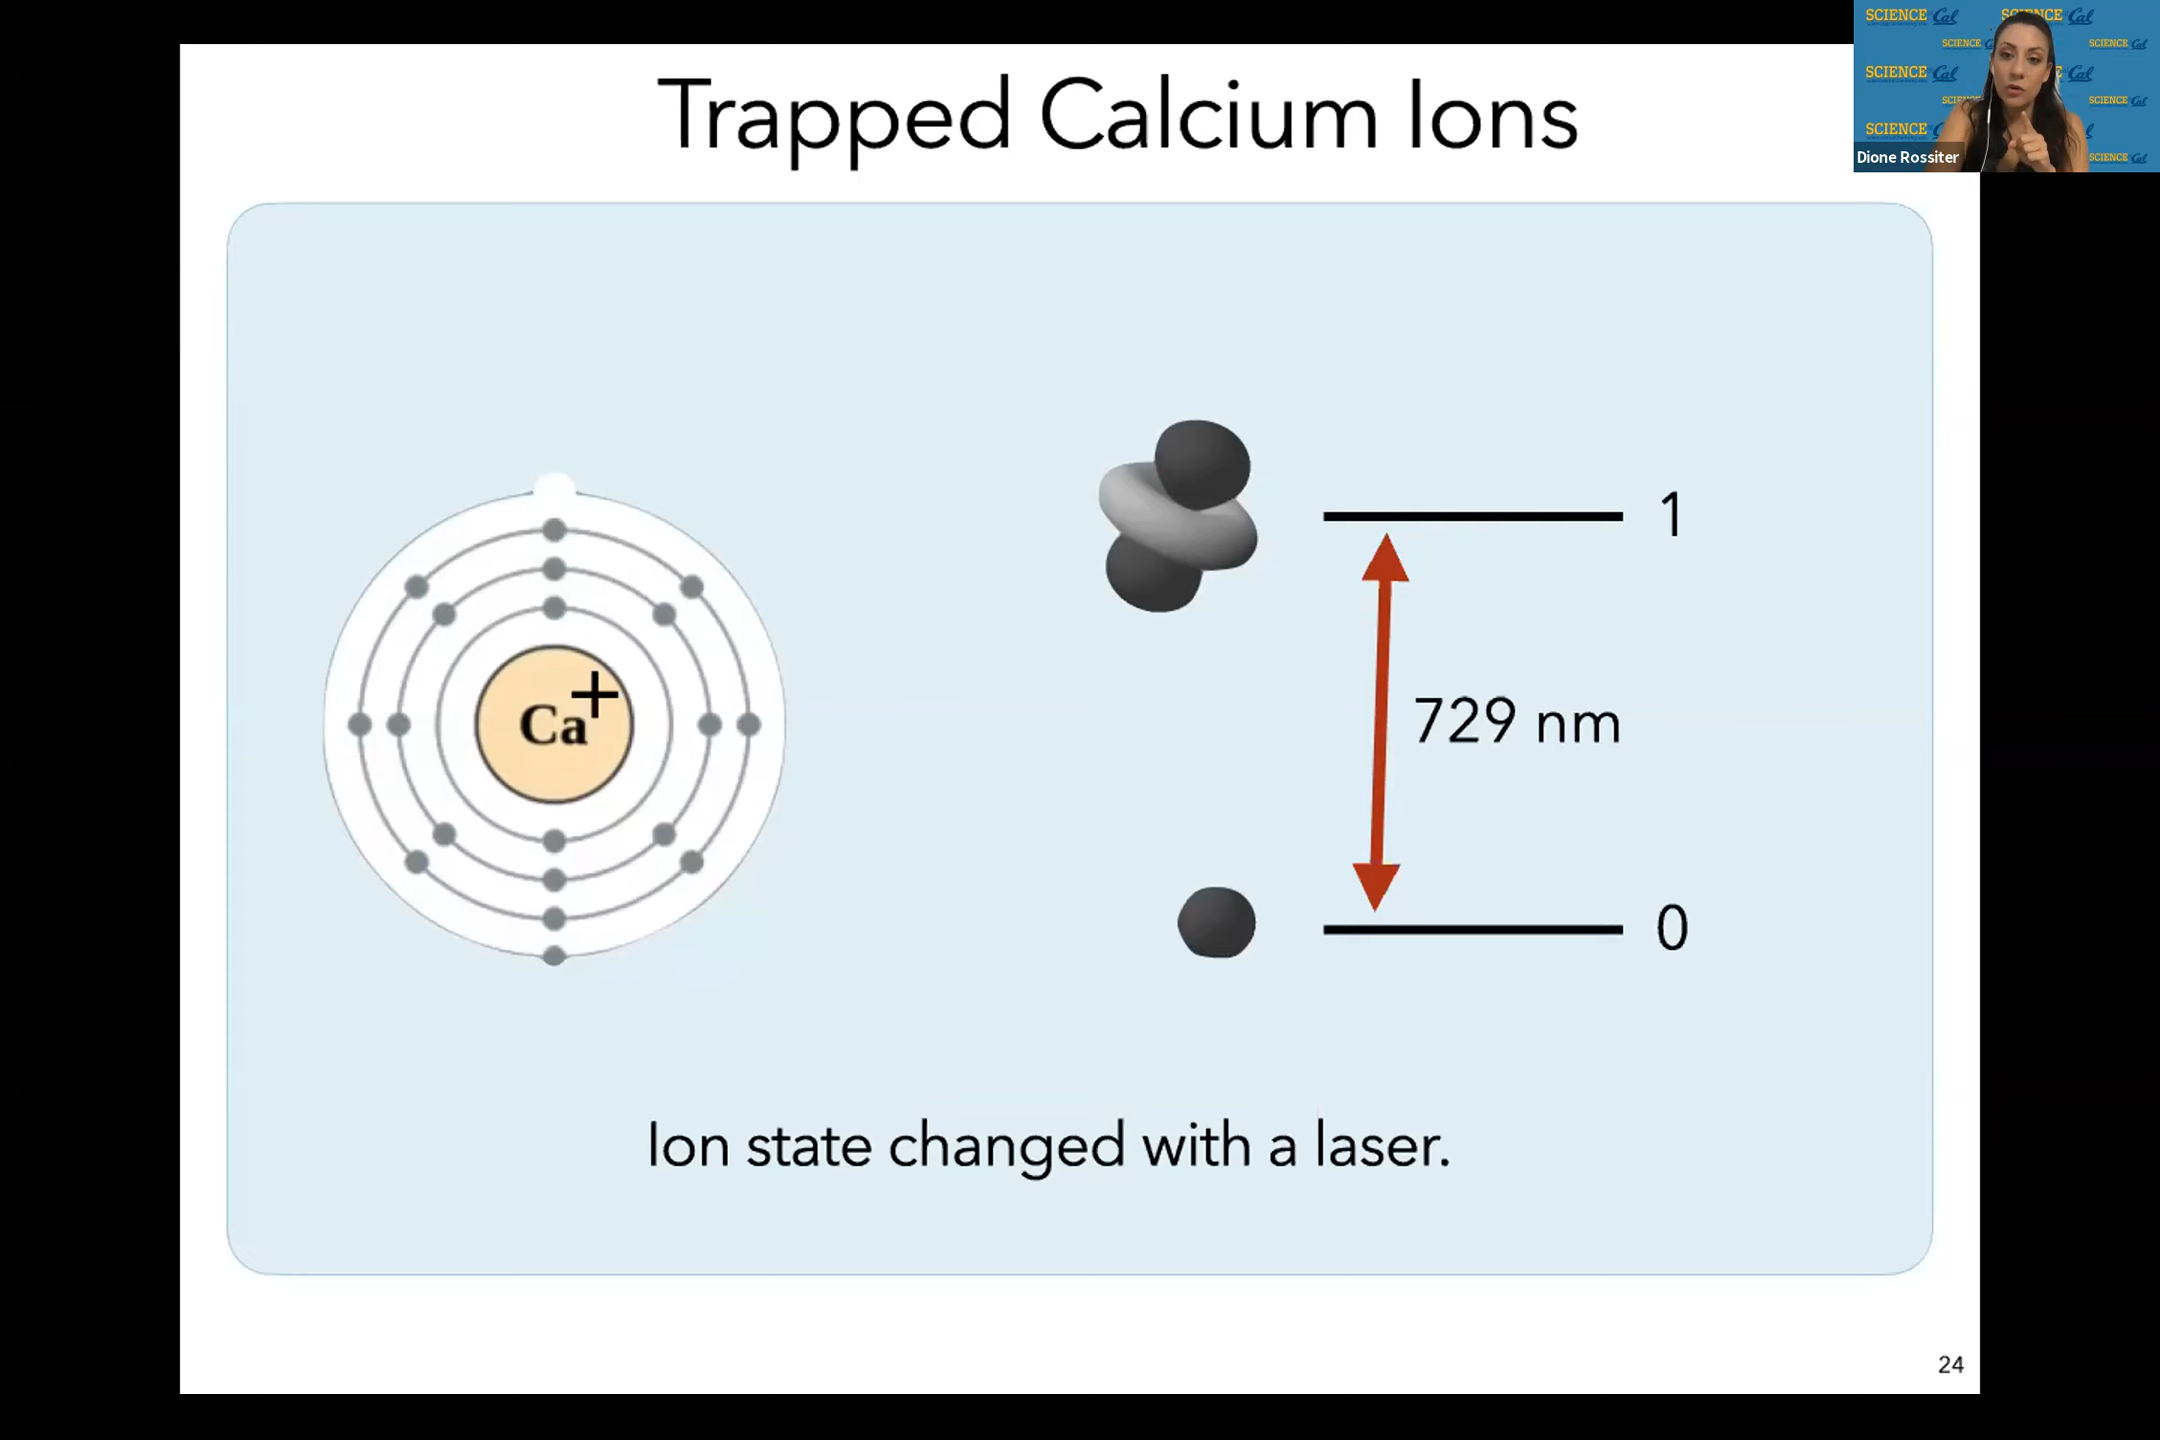 Trapped Calcium Ions
SCIENCE Cal SCIENCE Cal
SCIENCE SCIENCE Cal
SCIENCE Cal Cal
SCIENCE Cal
SCIENCE
Dione Rossiter
SCIENCE Cal
1
Ca+
729 nm
0
Ion state changed with a laser.
24